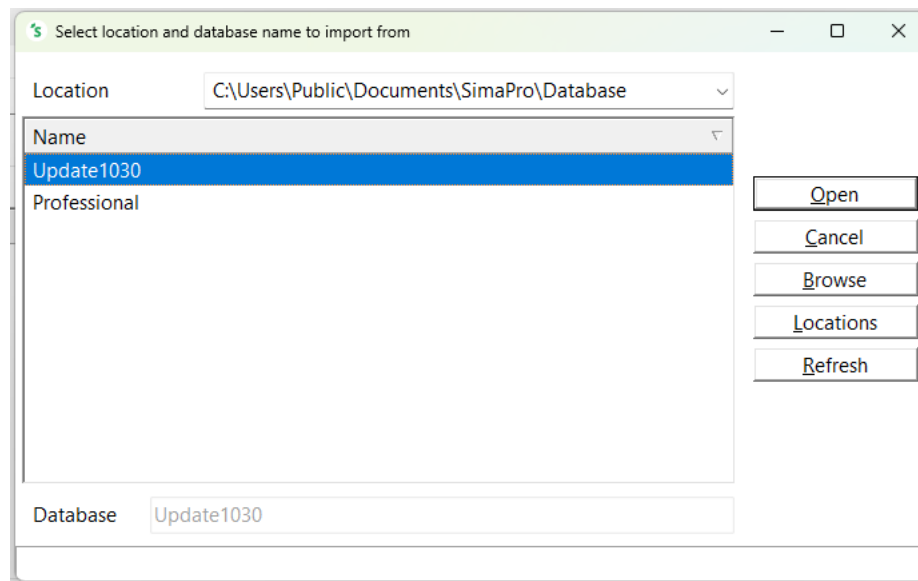 Select location and database name to import from
Location C:\Users\Public\Documents\SimaPro\Database
Name
Update1030
Professional
Open
Cancel
Browse
Locations
Refresh
Database Update1030